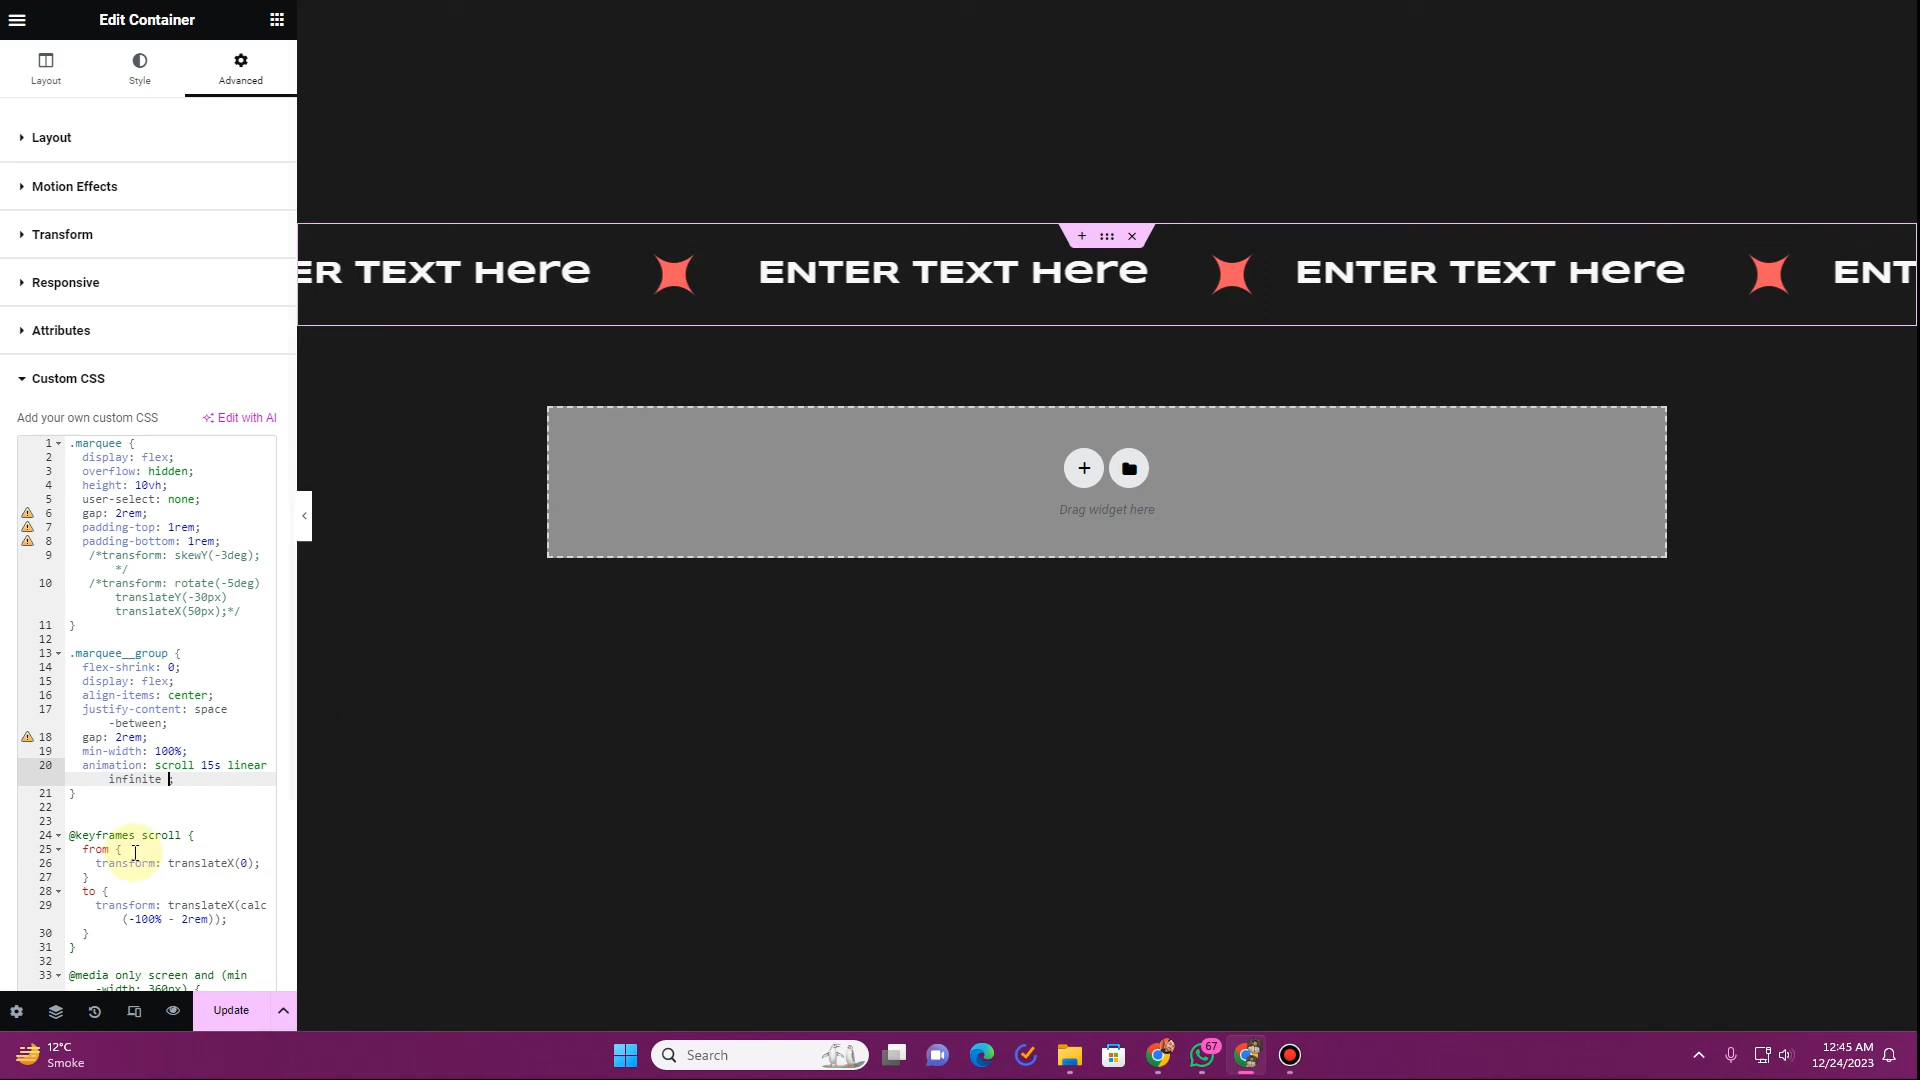 Edit Container
Layout
Style
Advanced
Layout
Motion Effects
Transform
Responsive
Attributes
Custom CSS
Add your own custom CSS
Edit with AI
1 .marquee {
2 display: flex;
3 overflow: hidden;
4 height: 10vh;
5 user-select: none;
6 gap: 2rem;
7 padding-top: 1rem;
8 padding-bottom: 1rem;
9 /*transform: skewY(-3deg);
*/
10 /*transform: rotate(-5deg)
translateY(-30px)
translateX(50px);*/
11 }
12
13 .marquee__group {
14 flex-shrink: 0;
15 display: flex;
16 align-items: center;
17 justify-content: space
-between;
18 gap: 2rem;
19 min-width: 100%;
20 animation: scroll 15s linear
infinite ;
21 }
22
23
24 @keyframes scroll {
25 from {
26 transform: translateX(0);
27 }
28 to {
29 transform: translateX(calc
(-100% - 2rem));
30 }
31 }
32
33 @media only screen and (min
-width: 360px) {
Update
ER TEXT Here ENTER TEXT Here ENTER TEXT Here ENT
Drag widget here
12°C
Smoke
Search
67
12:45 AM
12/24/2023